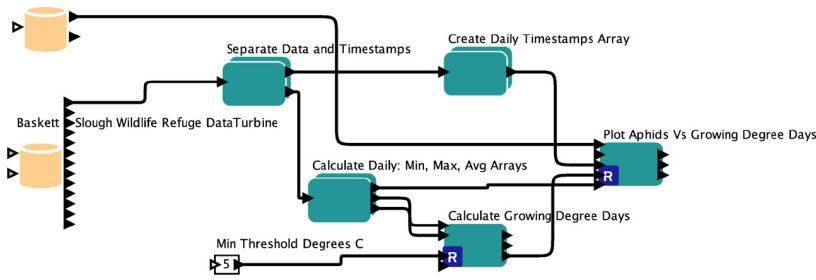 Separate Data and Timestamps
Create Daily Timestamps Array
Baskett Slough Wildlife Refuge DataTurbine
Plot Aphids Vs Growing Degree Days
Calculate Daily: Min, Max, Avg Arrays
R
Calculate Growing Degree Days
Min Threshold Degrees C
R
5